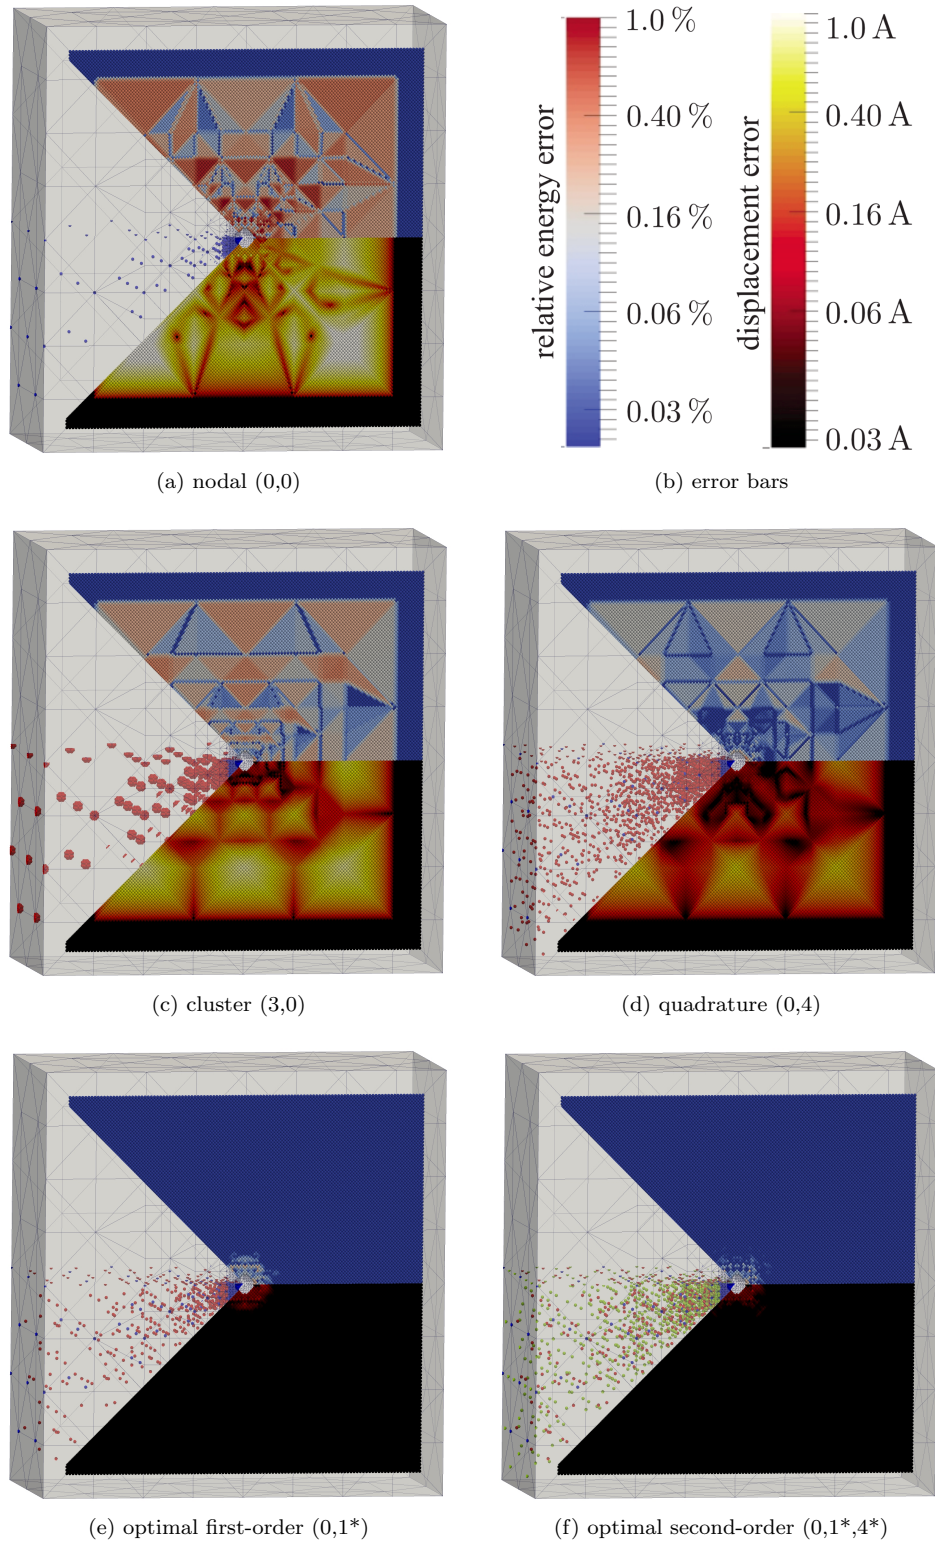 relative energy error
1.0 %
0.40 %
0.16 %
0.06 %
0.03 %
displacement error
1.0 A
0.40 A
0.16 A
0.06 A
0.03 A
(a) nodal (0,0)
(b) error bars
(c) cluster (3,0)
(d) quadrature (0,4)
(e) optimal first-order (0,1*)
(f) optimal second-order (0,1*,4*)